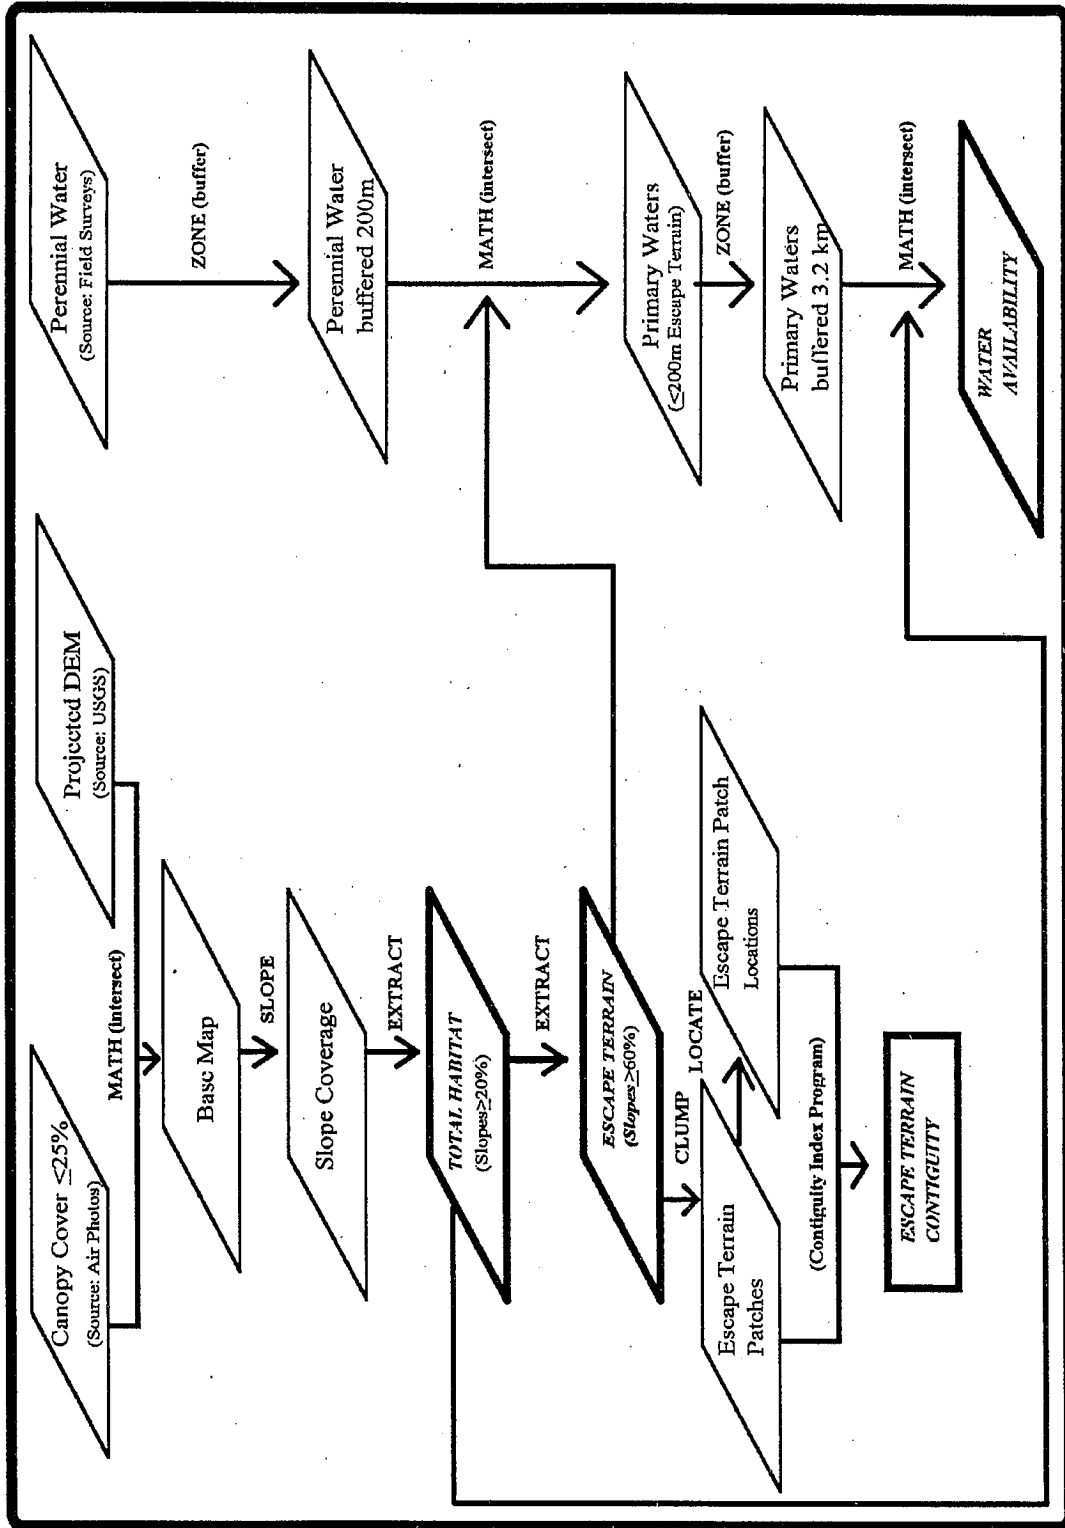 Canopy Cover ≤25%
(Source: Air Photos)
Projected DEM
(Source: USGS)
Perennial Water
(Source: Field Surveys)
MATH (intersect)
ZONE (buffer)
Base Map
SLOPE
Perennial Water
buffered 200m
Slope Coverage
EXTRACT
MATH (intersect)
TOTAL HABITAT
(Slopes≥20%)
EXTRACT
ESCAPE TERRAIN
(Slopes≥60%)
Primary Waters
(≤200m Escape Terrain)
CLUMP
LOCATE
ZONE (buffer)
Escape Terrain
Patches
Escape Terrain Patch
Locations
Primary Waters
buffered 3.2 km
(Contiguity Index Program)
MATH (intersect)
ESCAPE TERRAIN
CONTIGUITY
WATER
AVAILABILITY